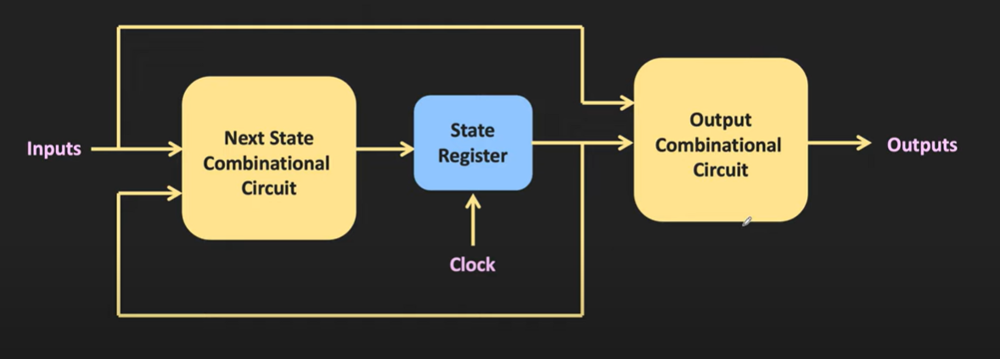 Inputs
Next State
Combinational
Circuit
State
Register
Clock
Output
Combinational
Circuit
Outputs